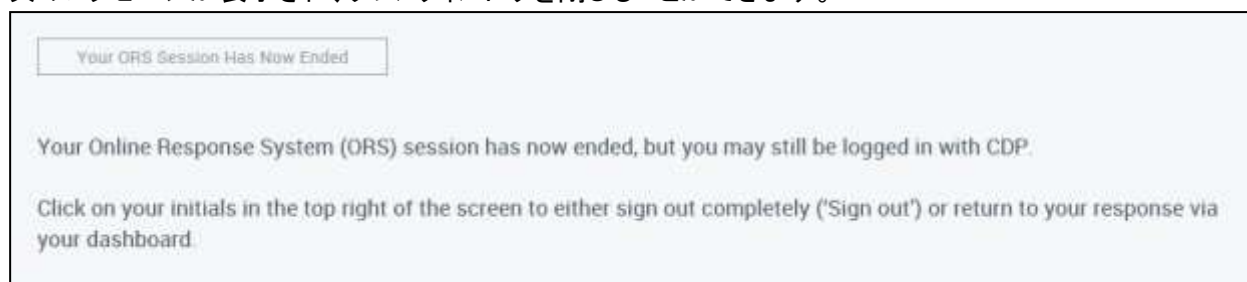 Your ORS Session Has Now Ended
Your Online Response System (ORS) session has now ended, but you may still be logged in with CDP.
Click on your initials in the top right of the screen to either sign out completely ('Sign out') or return to your response via
your dashboard.